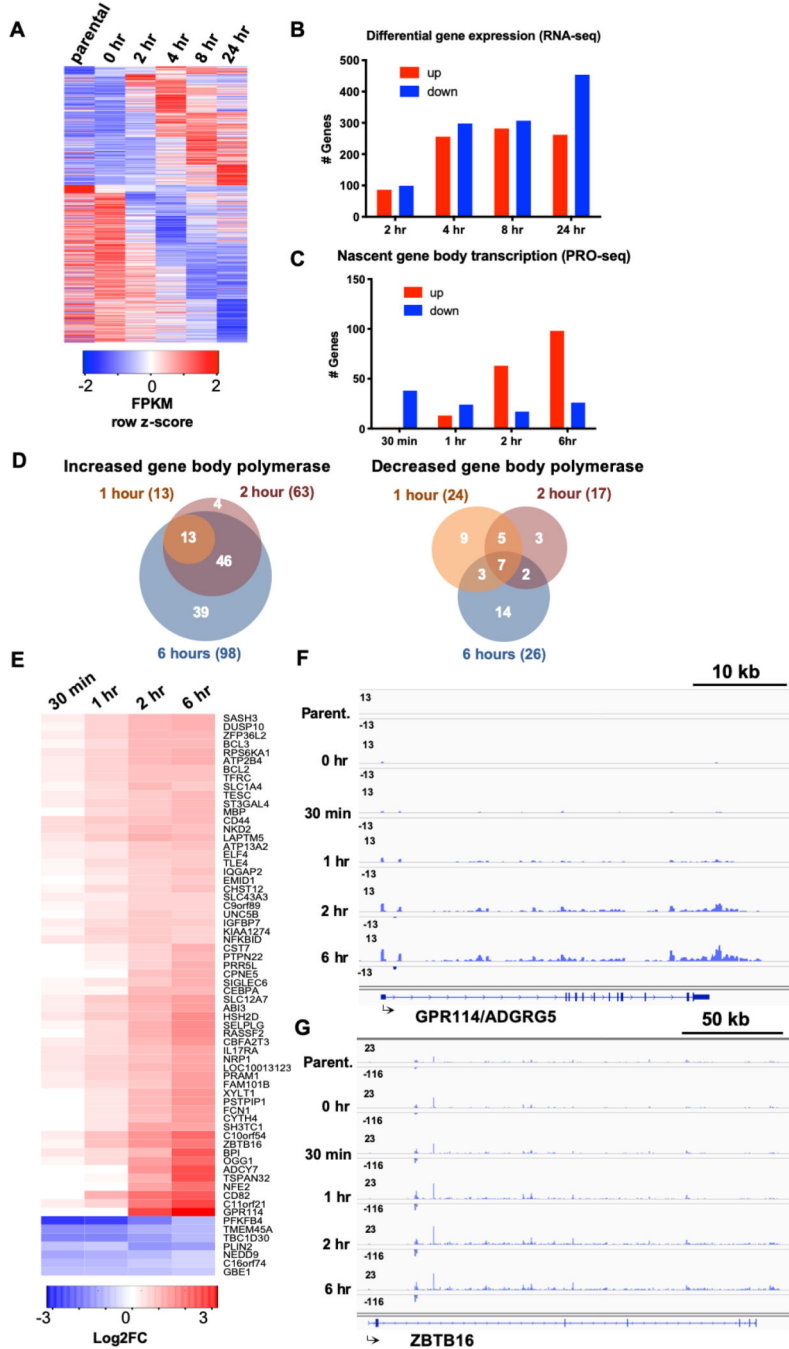 A
parental
0 hr
2 hr
4 hr
8 hr
24 hr
-2
0
2
FPKM
row z-score
B
Differential gene expression (RNA-seq)
500
400
300
200
100
0
# Genes
up
down
2 hr
4 hr
8 hr
24 hr
C
Nascent gene body transcription (PRO-seq)
150
100
50
0
# Genes
up
down
30 min
1 hr
2 hr
6hr
D
Increased gene body polymerase
1 hour (13)
2 hour (63)
4
13
46
39
6 hours (98)
Decreased gene body polymerase
1 hour (24)
2 hour (17)
9
5
3
7
3
2
14
6 hours (26)
E
30 min
1 hr
2 hr
6 hr
SASH3
DUSP10
ZFP36L2
BCL3
RPS6KA1
ATP2B4
BCL2
TFRC
SLC1A4
TESC
ST3GAL4
MBP
CD44
NKD2
LAPTM5
ATP13A2
ELF4
TLE4
IQGAP2
EMID1
CHST12
SLC43A3
C9orf89
UNC5B
IGFBP7
KIAA1274
NFKBID
CST7
PTPN22
PRR5L
CPNE5
SIGLEC6
CEBPA
SLC12A7
ABI3
HSH2D
SELPLG
RASSF2
CBFA2T3
IL17RA
NRP1
LOC10013123
PRAM1
FAM101B
XYLT1
PSTPIP1
FCN1
CYTH4
SH3TC1
C10orf54
ZBTB16
BPI
OGG1
ADCY7
TSPAN32
NFE2
CD82
C11orf21
GPR114
PFKFB4
TMEM45A
TBC1D30
PLIN2
NEDD9
C16orf74
GBE1
-3
0
3
Log2FC
F
10 kb
13
Parent.
-13
13
0 hr
-13
13
30 min
-13
13
1 hr
-13
13
2 hr
-13
13
6 hr
-13
GPR114/ADGRG5
G
50 kb
23
Parent.
-116
23
0 hr
-116
23
30 min
-116
23
1 hr
-116
23
2 hr
-116
23
6 hr
-116
ZBTB16